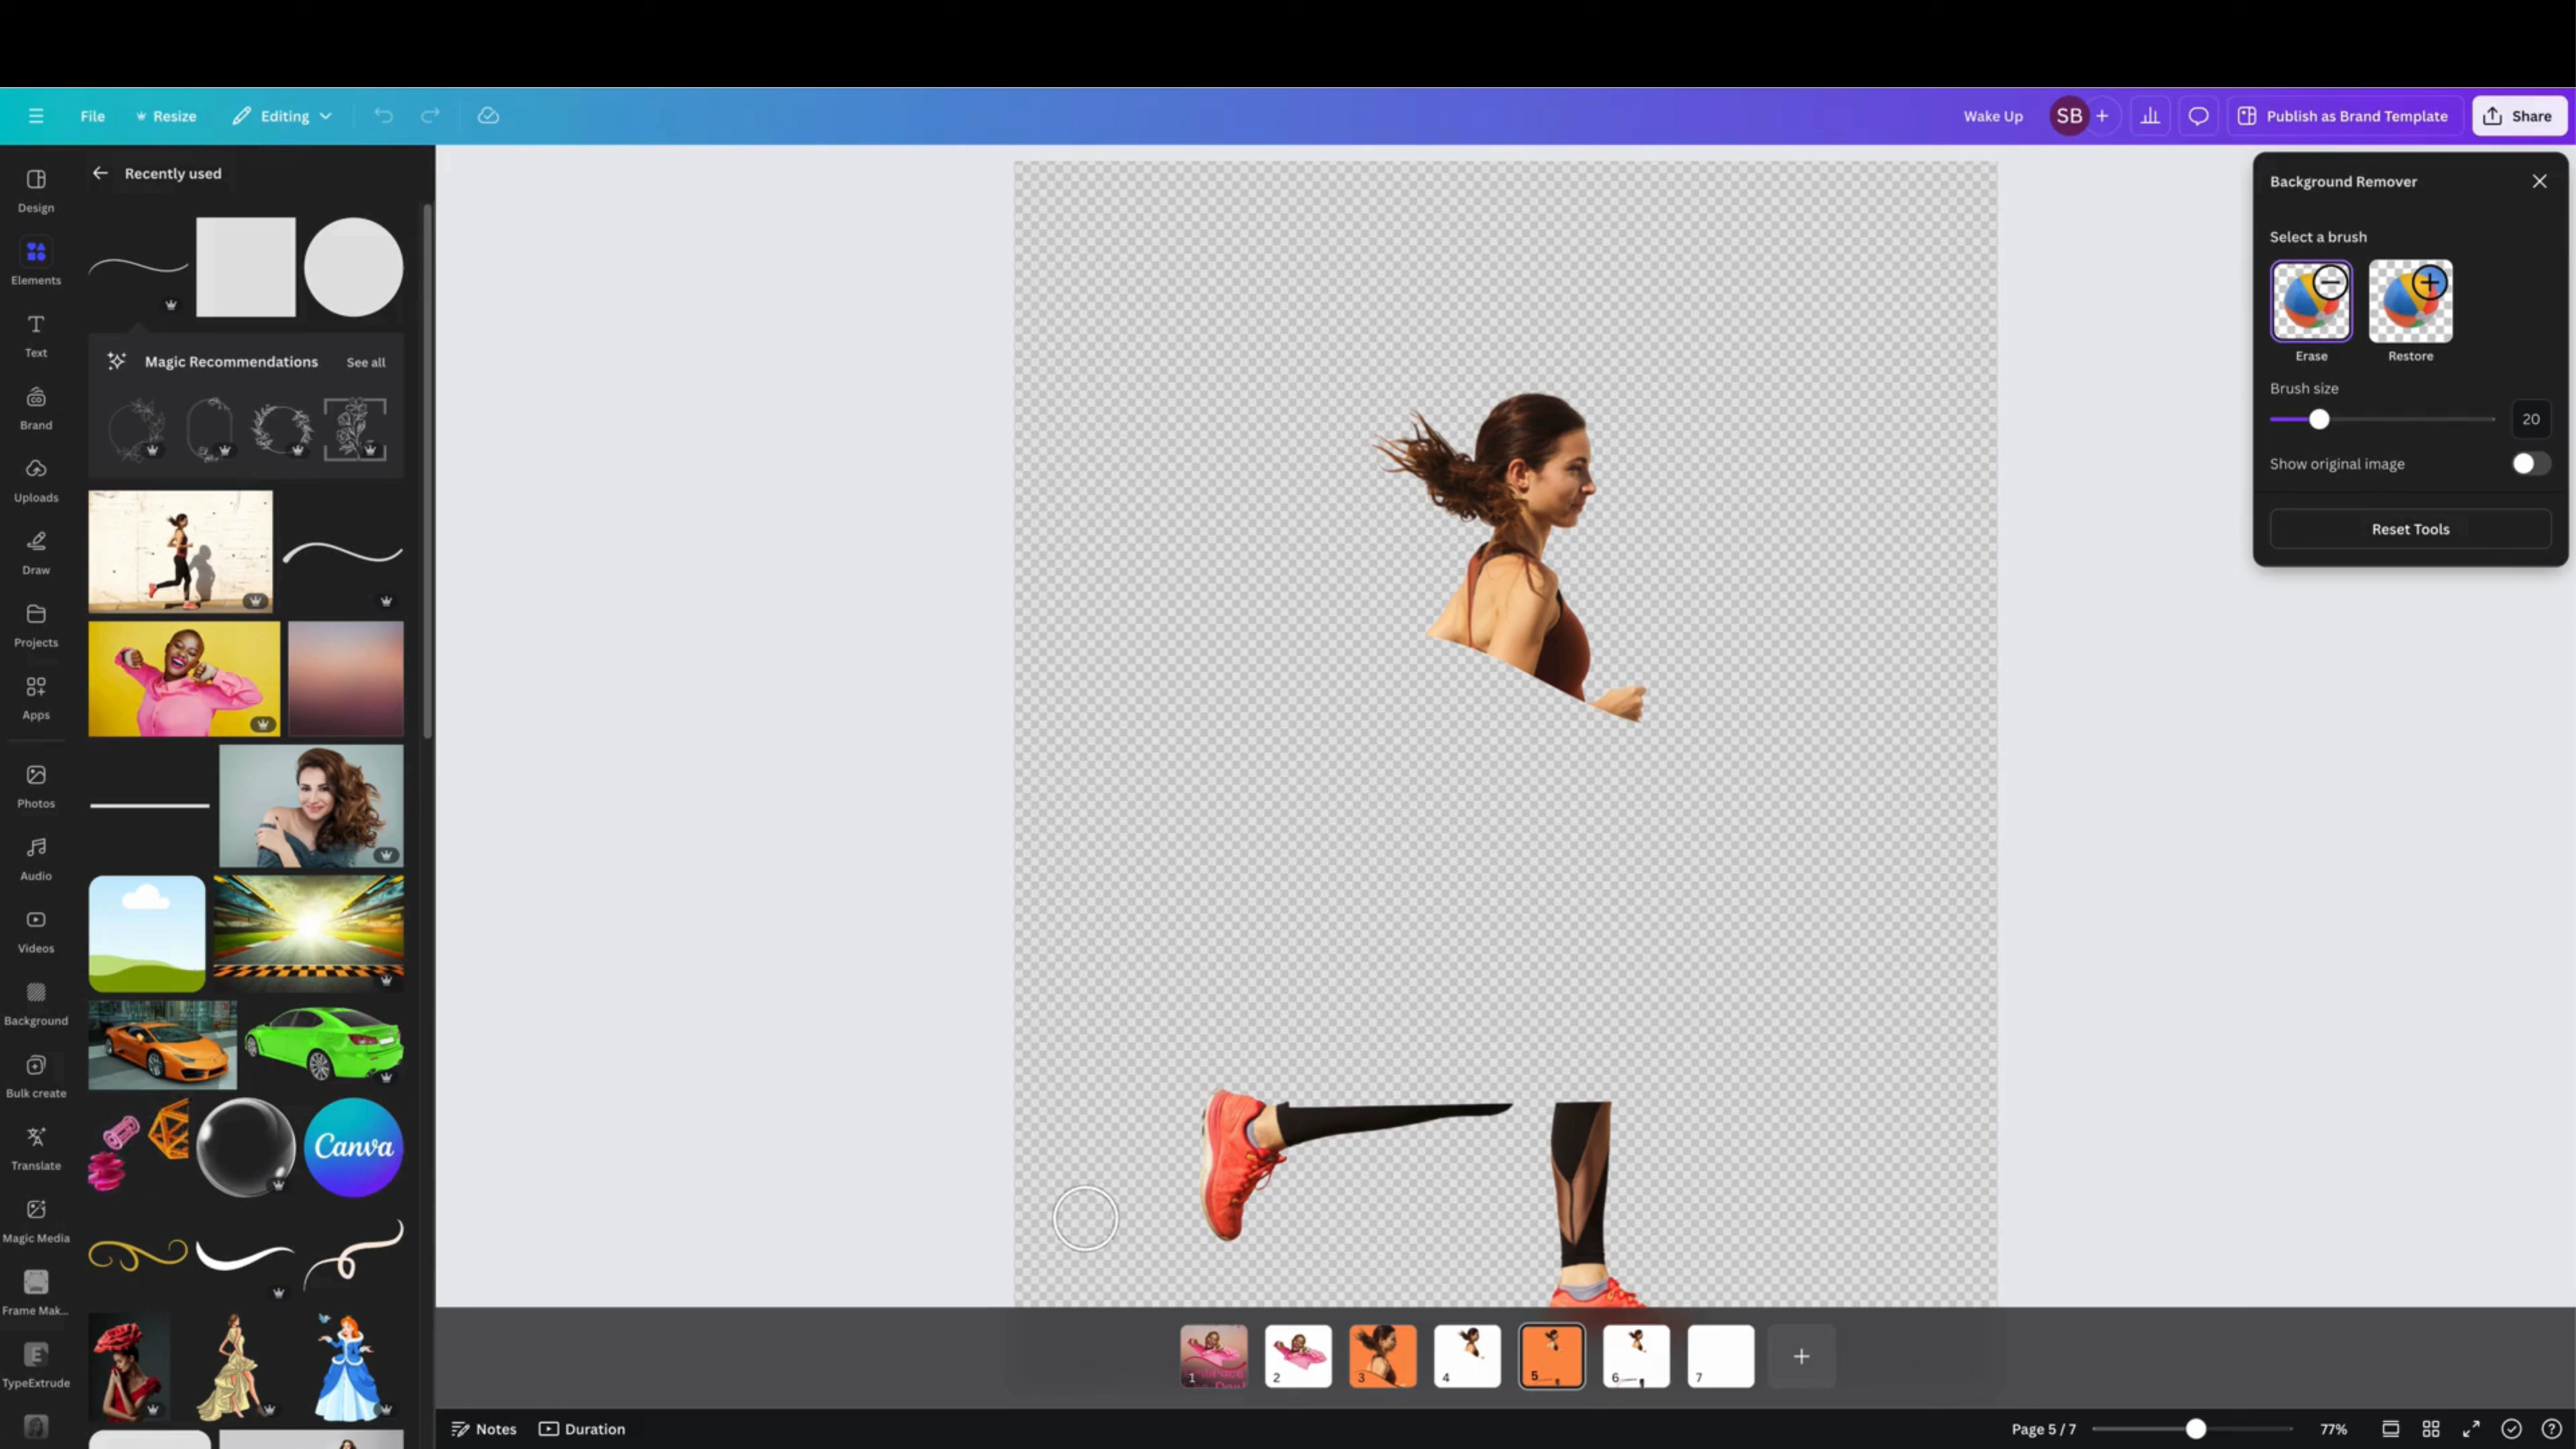 File
Resize
Editing
Wake Up
SB
Publish as Brand Template
Share
Design
Elements
Text
Brand
Uploads
Draw
Projects
Apps
Photos
Audio
Videos
Background
Bulk create
Translate
Magic Media
Frame Mak...
TypeExtrude
Recently used
Magic Recommendations
See all
Canva
Background Remover
Select a brush
Erase
Restore
Brush size
20
Show original image
Reset Tools
1
2
3
4
5
6
7
Notes
Duration
Page 5 / 7
77%